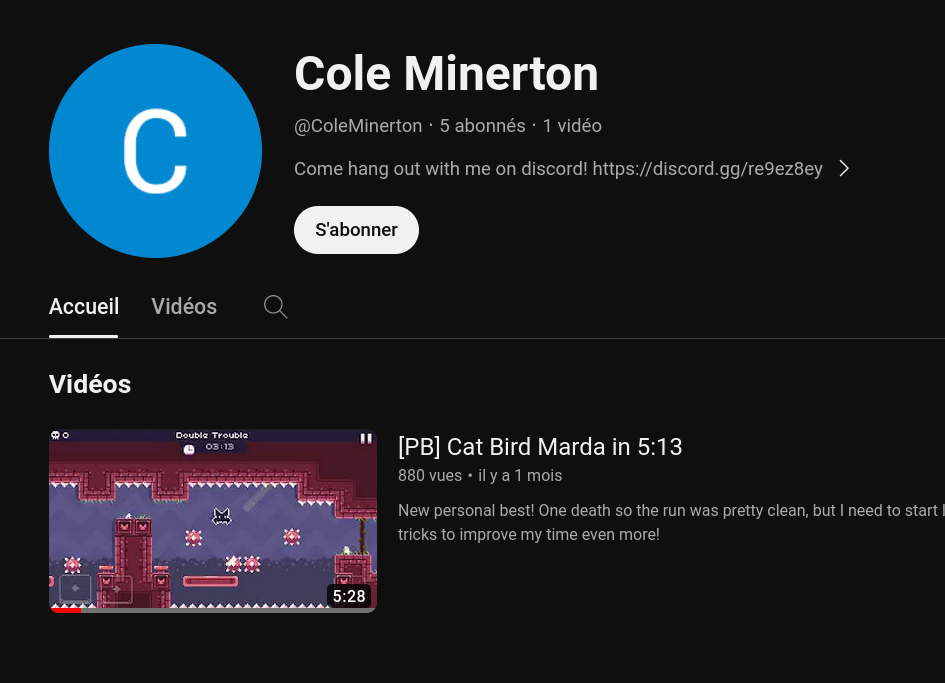 C
Cole Minerton
@ColeMinerton · 5 abonnés · 1 vidéo
Come hang out with me on discord! https://discord.gg/re9ez8ey
S'abonner
Accueil Vidéos
Vidéos
0 Double Trouble
03:13
5:28
[PB] Cat Bird Marda in 5:13
880 vues • il y a 1 mois
New personal best! One death so the run was pretty clean, but I need to start
tricks to improve my time even more!